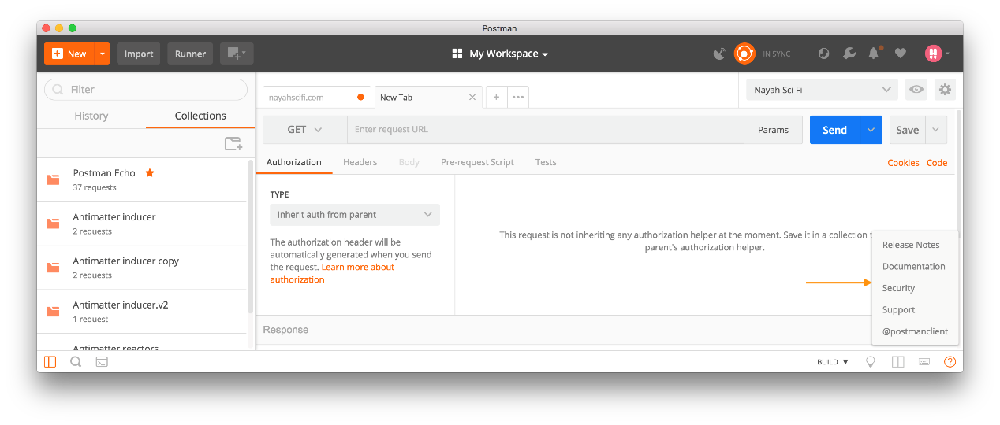 Postman
New
Import
Runner
My Workspace
IN SYNC
Filter
History
Collections
Postman Echo
37 requests
Antimatter inducer
2 requests
Antimatter inducer copy
2 requests
Antimatter inducer.v2
1 request
Antimatter reactors
nayahscifi.com
New Tab
Nayah Sci Fi
GET
Enter request URL
Params
Send
Save
Authorization
Headers
Body
Pre-request Script
Tests
Cookies
Code
TYPE
Inherit auth from parent
The authorization header will be
automatically generated when you send
the request. Learn more about
authorization
This request is not inheriting any authorization helper at the moment. Save it in a collection
parent's authorization helper.
Release Notes
Documentation
Security
Support
@postmanclient
Response
BUILD